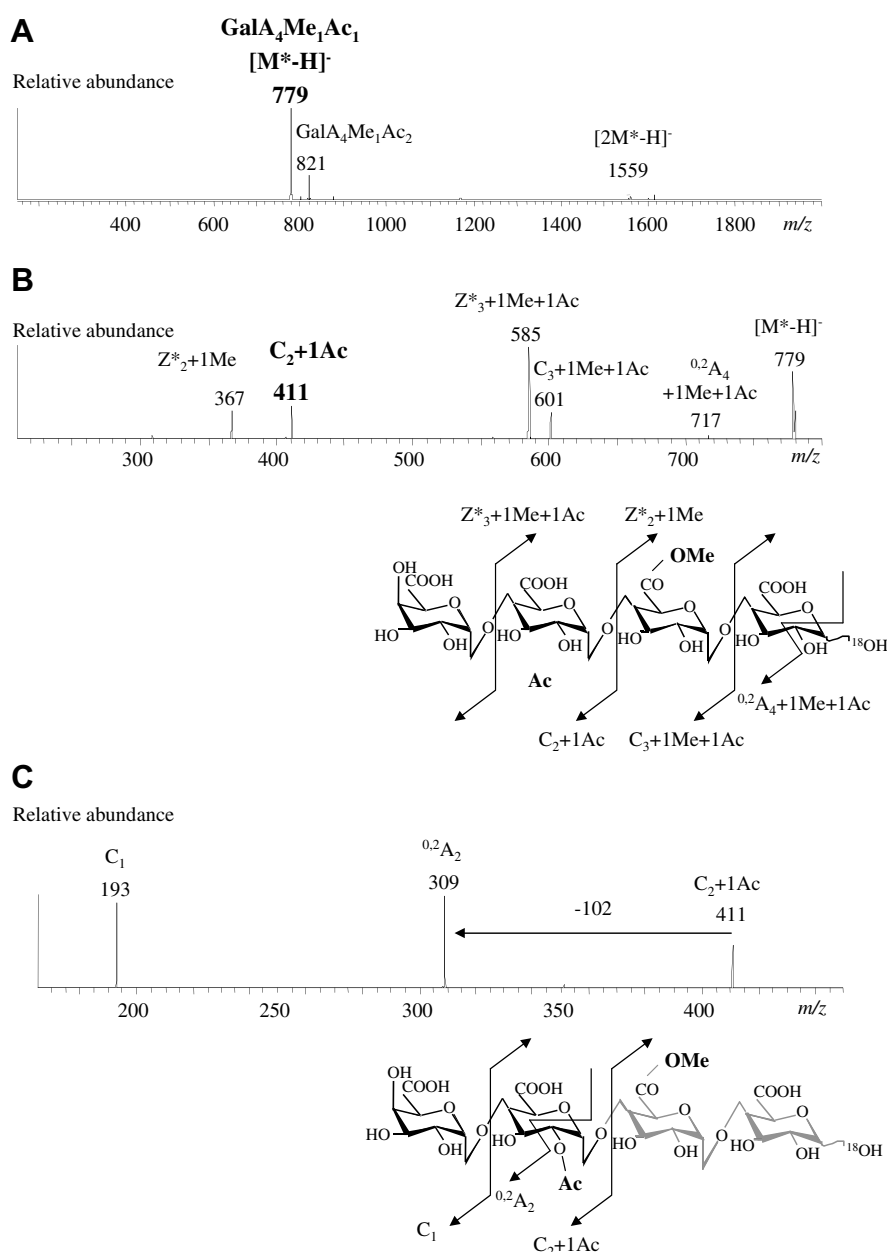 A
GalA₄Me₁Ac₁
[M*-H]⁻
Relative abundance
779
GalA₄Me₁Ac₂
821
[2M*-H]⁻
1559
400 600 800 1000 1200 1400 1600 1800 m/z
B
Z*₃+1Me+1Ac
Relative abundance
585
[M*-H]⁻
Z*₂+1Me
C₂+1Ac
C₃+1Me+1Ac
⁰,²A₄
+1Me+1Ac
779
367
411
601
717
300 400 500 600 700 m/z
Z*₃+1Me+1Ac Z*₂+1Me
OMe
OH COOH COOH CO COOH
O O O O
HO OH O HO OH O HO OH O HO OH ¹⁸OH
Ac
⁰,²A₄+1Me+1Ac
C₂+1Ac C₃+1Me+1Ac
C
Relative abundance
C₁
193
⁰,²A₂
309
C₂+1Ac
411
-102
200 250 300 350 400 m/z
OMe
OH COOH COOH CO COOH
O O O O
HO OH O HO O O HO OH O HO OH ¹⁸OH
Ac
⁰,²A₂
C₁
C₂+1Ac